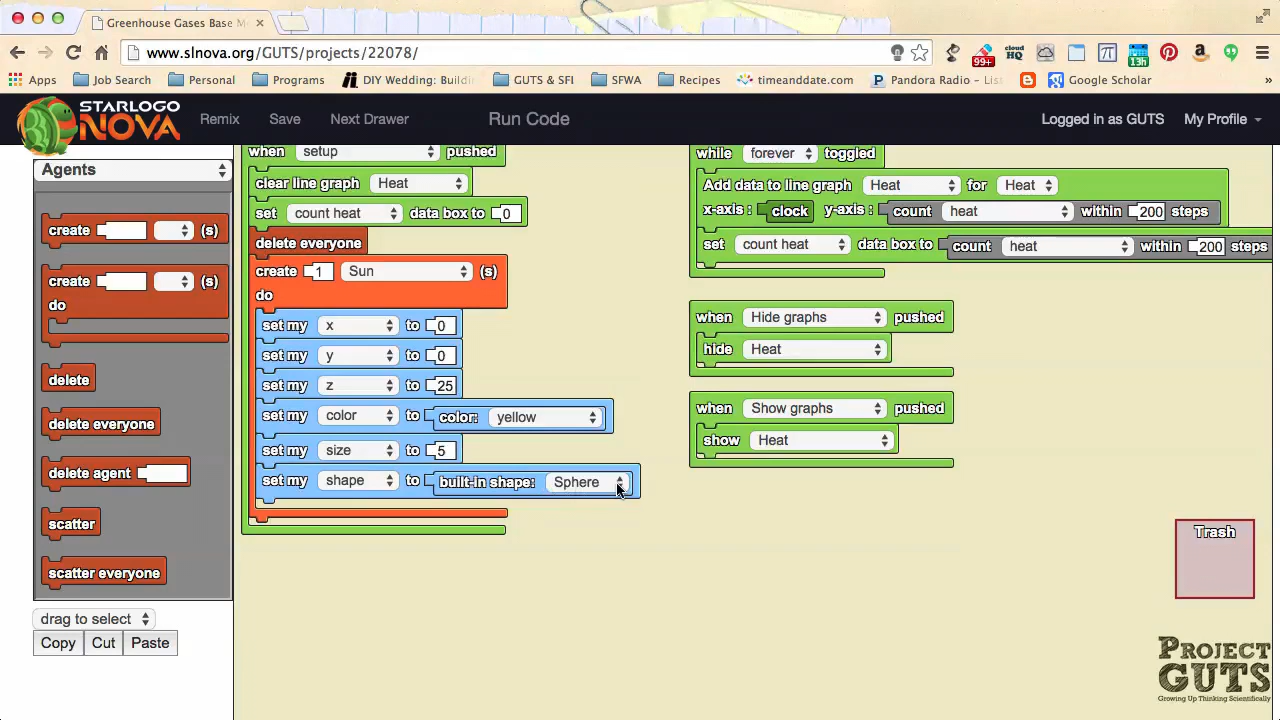 Greenhouse Gases Base M
www.slnova.org/GUTS/projects/22078/
99+
cloud HQ
13h
Apps Job Search Personal Programs DIY Wedding: Buildin GUTS & SFWA SFWA Recipes timeanddate.com Pandora Radio - List Google Scholar
STARLOGO
NOVA
Remix Save Next Drawer Run Code Logged in as GUTS My Profile
Agents
create (s)
create (s)
do
delete
delete everyone
delete agent
scatter
scatter everyone
drag to select
Copy Cut Paste
when setup pushed
clear line graph Heat
set count heat data box to 0
delete everyone
create 1 Sun (s)
do
set my x to 0
set my y to 0
set my z to 25
set my color to color: yellow
set my size to 5
set my shape to built-in shape: Sphere
while forever toggled
Add data to line graph Heat for Heat
x-axis : clock y-axis : count heat within 200 steps
set count heat data box to count heat within 200 steps
when Hide graphs pushed
hide Heat
when Show graphs pushed
show Heat
Trash
PROJECT
GUTS
Growing Up Thinking Scientifically